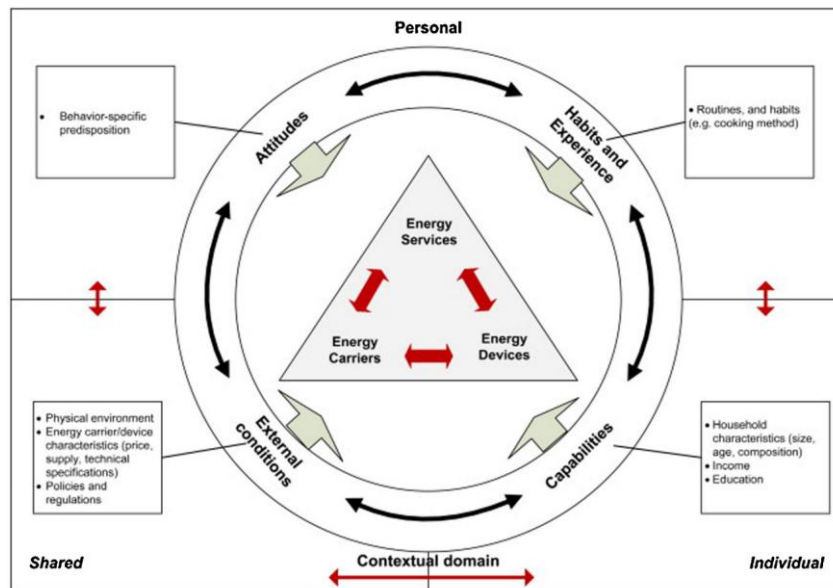 Personal
• Behavior-specific
predisposition
Attitudes
Habits and
Experience
• Routines, and habits
(e.g. cooking method)
Energy
Services
Energy
Carriers
Energy
Devices
• Physical environment
• Energy carrier/device
characteristics (price,
supply, technical
specifications)
• Policies and
regulations
External
conditions
Capabilities
• Household
characteristics (size,
age, composition)
• Income
• Education
Shared
Contextual domain
Individual